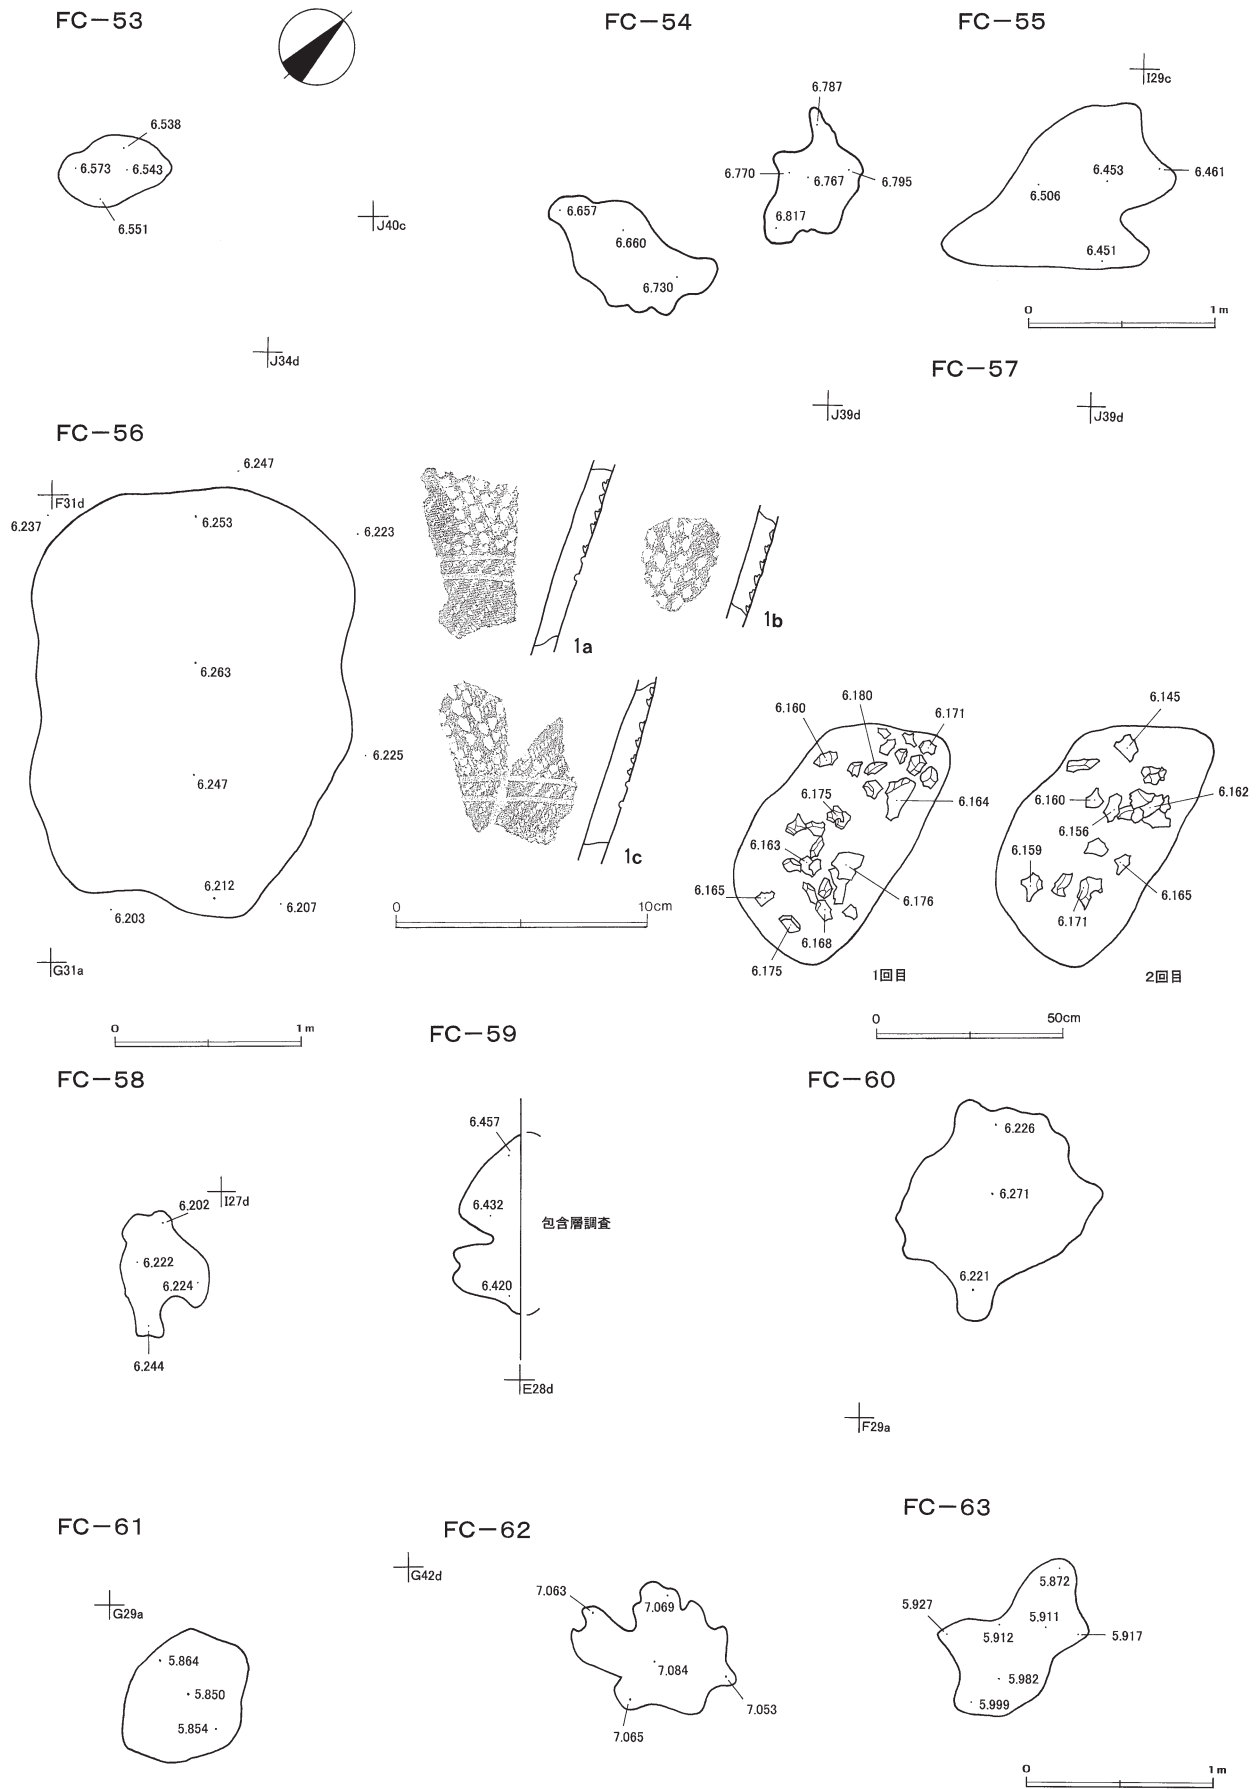 FC－53
6.538
6.573
6.543
6.551
J40c
J34d
FC－54
6.787
6.770
6.767
6.795
6.817
6.657
6.660
6.730
FC－55
I29c
6.453
6.461
6.506
6.451
0 1m
FC－56
6.247
F31d
6.237
6.253
6.223
6.263
6.225
6.247
6.212
6.203
6.207
G31a
0 1m
1a
1b
1c
0 10cm
FC－57
J39d
J39d
6.160
6.180
6.171
6.175
6.164
6.163
6.165
6.176
6.168
6.175
1回目
6.145
6.160
6.162
6.156
6.159
6.165
6.171
2回目
0 50cm
FC－58
I27d
6.202
6.222
6.224
6.244
FC－59
6.457
6.432
包含層調査
6.420
E28d
FC－60
6.226
6.271
6.221
F29a
FC－61
G29a
5.864
5.850
5.854
FC－62
G42d
7.063
7.069
7.084
7.053
7.065
FC－63
5.872
5.927
5.911
5.912
5.917
5.982
5.999
0 1m